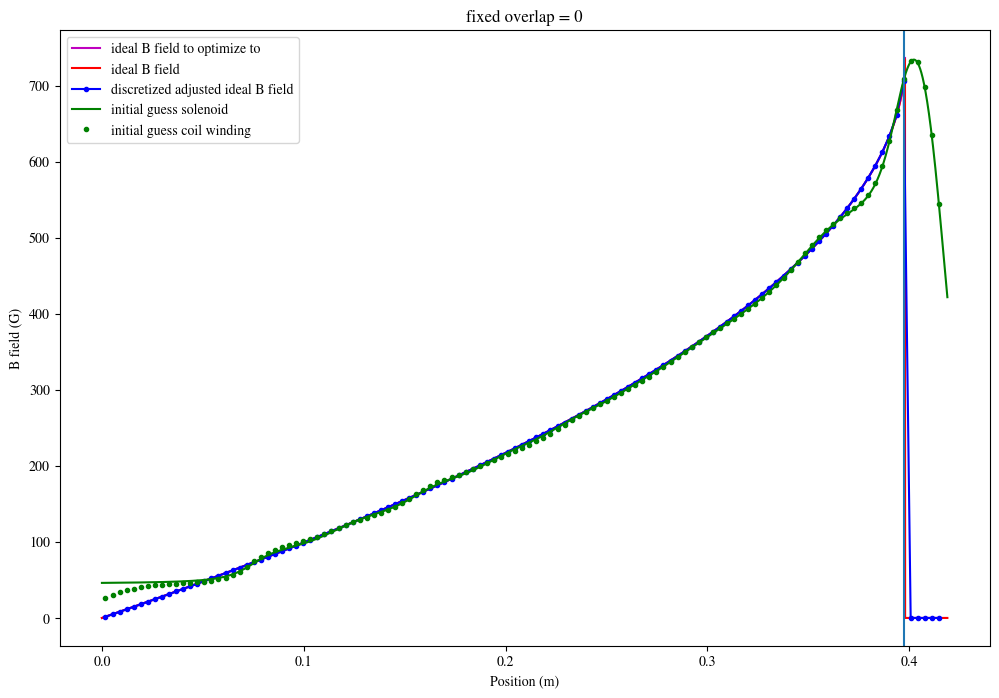 fixed overlap = 0
ideal B field to optimize to
ideal B field
discretized adjusted ideal B field
initial guess solenoid
initial guess coil winding
700
600
500
400
300
200
100
0
B field (G)
0.0 0.1 0.2 0.3 0.4
Position (m)